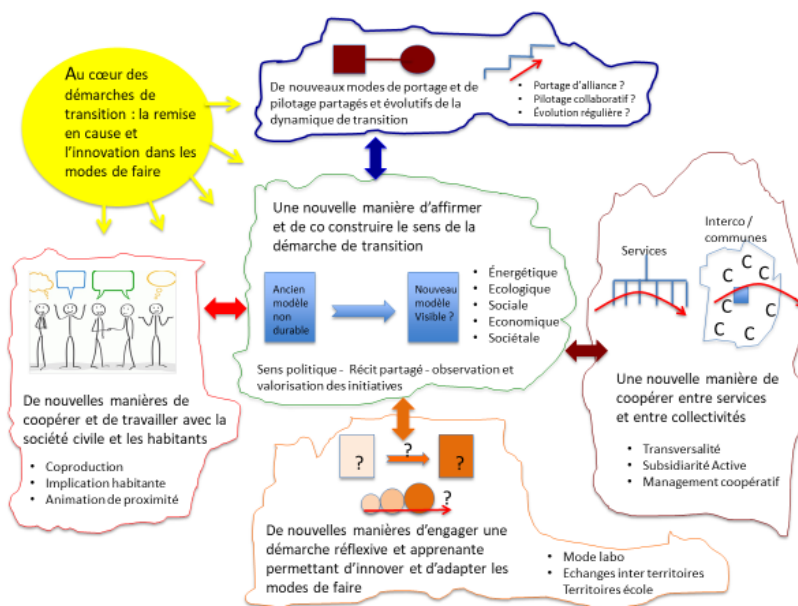 Au cœur des
démarches de
transition : la remise
en cause et
l'innovation dans les
modes de faire
De nouveaux modes de portage et de
pilotage partagés et évolutifs de la
dynamique de transition
• Portage d'alliance ?
• Pilotage collaboratif ?
• Évolution régulière ?
Une nouvelle manière d'affirmer
et de co construire le sens de la
démarche de transition
Ancien
modèle
non
durable
Nouveau
modèle
Visible ?
• Énergétique
• Ecologique
• Sociale
• Economique
• Sociétale
Sens politique - Récit partagé - observation et
valorisation des initiatives
De nouvelles manières de
coopérer et de travailler avec la
société civile et les habitants
• Coproduction
• Implication habitante
• Animation de proximité
Services
Interco /
communes
C
C
C
C
C
C
C
Une nouvelle manière de
coopérer entre services
et entre collectivités
• Transversalité
• Subsidiarité Active
• Management coopératif
?
?
?
?
De nouvelles manières d'engager une
démarche réflexive et apprenante
permettant d'innover et d'adapter les
modes de faire
• Mode labo
• Echanges inter territoires
Territoires école